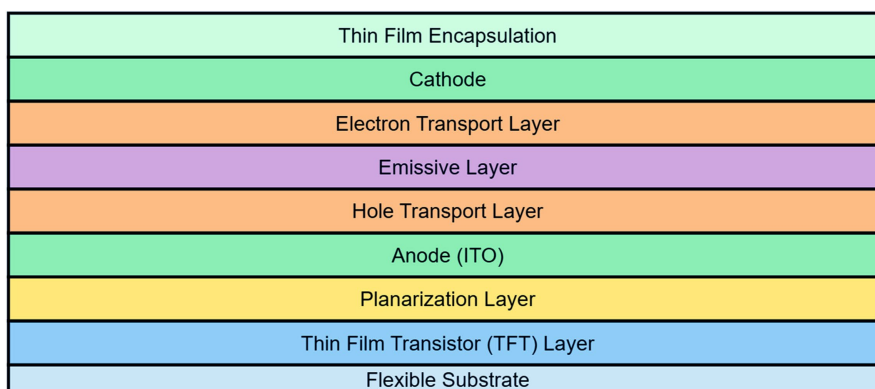 Thin Film Encapsulation
Cathode
Electron Transport Layer
Emissive Layer
Hole Transport Layer
Anode (ITO)
Planarization Layer
Thin Film Transistor (TFT) Layer
Flexible Substrate